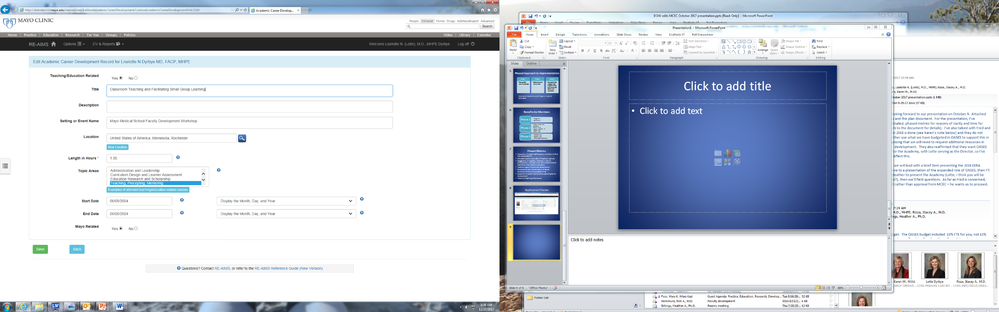 http://dotnetprod.mayo.edu/reaims/web/LectureAcademicCareerDevelopment/LectureAcademicCareerDevelopmentEdit/2216
Academic Career Develop...
MAYO CLINIC
People Intranet Forms Drugs AskMayoExpert Advanced
Search
Home Practice Education Research For You Groups Policies
Video Library Calendar
RE-AIMS Options CV & Reports
Welcome Liselotte N. (Lotte), M.D., MHPE Dyrbye Log off
Edit Academic Career Development Record for Liselotte N Dyrbye MD, FACP, MHPE
Teaching/Education Related
Yes No
Title
Classroom Teaching and Facilitating Small Group Learning
Description
Setting or Event Name
Mayo Medical School Faculty Development Workshop
Location
United States of America, Minnesota, Rochester
New Location
Length in Hours *
1.00
Topic Areas
Administration and Leadership
Curriculum Design and Learner Assessment
Education Research and Scholarship
Teaching, Precepting, Mentoring
Examples of attended teaching/education-related courses
Start Date
06/08/2004
Display the Month, Day, and Year
End Date
06/08/2004
Display the Month, Day, and Year
Mayo Related
Yes No
Save
Back
Questions? Contact RE-AIMS, or refer to the RE-AIMS Reference Guide (New Version)
9:08 AM
12/27/2017
DOW edits MCEC October 2017 presentation.pptx [Read-Only] - Microsoft PowerPoint
Presentation1 - Microsoft PowerPoint
File Home Insert Design Transitions Animations Slide Show Review View EndNote X7 Poll Everywhere
Paste
Cut
Copy
Format Painter
Clipboard
New Slide
Layout
Reset
Section
Slides
32
Font
Text Direction
Align Text
Convert to SmartArt
Paragraph
Arrange
Quick Styles
Shape Fill
Shape Outline
Shape Effects
Drawing
Find
Replace
Select
Editing
Slides Outline
5
Phased Approach to Implementation
Phase 1
6
Benefits for Members
Phase 1
Phase 2
Phase 3
7
Phased Metrics
8
Application Process
9
Click to add title
• Click to add text
Click to add notes
Slide 9 of 9 "Office Theme"
88%
/2017 10:59 AM.
, Liselotte N. (Lotte), M.D., MHPE; Rizza, Stacey A., M.D.
s, Karen M., M.Ed.
tober 2017 presentation.pptx (1 MB)
lan 9-29-17.docx (57 KB)
oking forward to our presentation on October 9. Attached
and the plan document. For the presentation, I've
etailed, phased metrics for reasons of clarity and time for
m to the document for details). I've also talked with Fred and
or 2018 is done (see Karen's note below) and they do not
ther use what we have budgeted in OASES to support this in
nizing that we will need to request additional resources in
development. They also reaffirmed that they want OASES
or the Academy, with Lotte serving as the Director, so I've
eflect this.
we will lead with a brief item presenting the 2018 EERA
ve to a presentation of the expanded role of OASES, then I'll
Heather to present the Academy (Lotte, I think you will be
s?), then we'll field questions. As far as Fred is concerned,
t rather than approval from MCEC – he wants us to proceed.
7:29 AM
M.D., MHPE; Rizza, Stacey A., M.D.
ngs, Heather A., Ph.D.
get. The OASES budget included 10% FTE for you, not 15%
Karen M., M.Ed. Lotte Dyrbye Rizza, Stacey A., M.D.
EARCH OPERATI... CONS-PRIMARY CARE INT... CONS-INFECTIOUS DISEA...
Folder List
Foss, Mary K. (Mary Kay) Guest Agenda: Practice, Education, Research, Develop... Tue 8/16/20... 32 KB
Nishimura, Rick A., M.D. Faculty development Mon 8/15/2... 6 KB
Billings, Heather A., Ph.D. Reaims meeting Thu 7/28/20... 62 KB